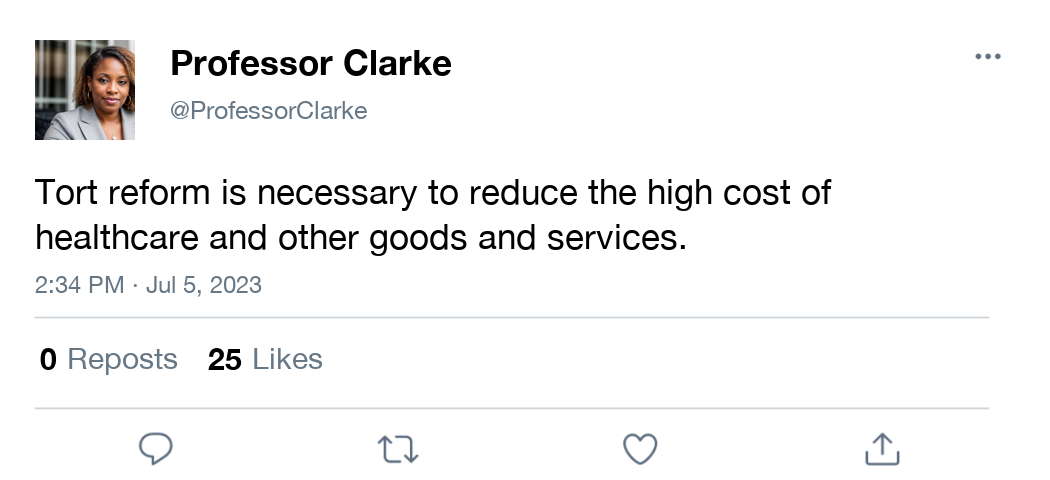 Professor Clarke
@ProfessorClarke
Tort reform is necessary to reduce the high cost of
healthcare and other goods and services.
2:34 PM · Jul 5, 2023
0 Reposts 25 Likes